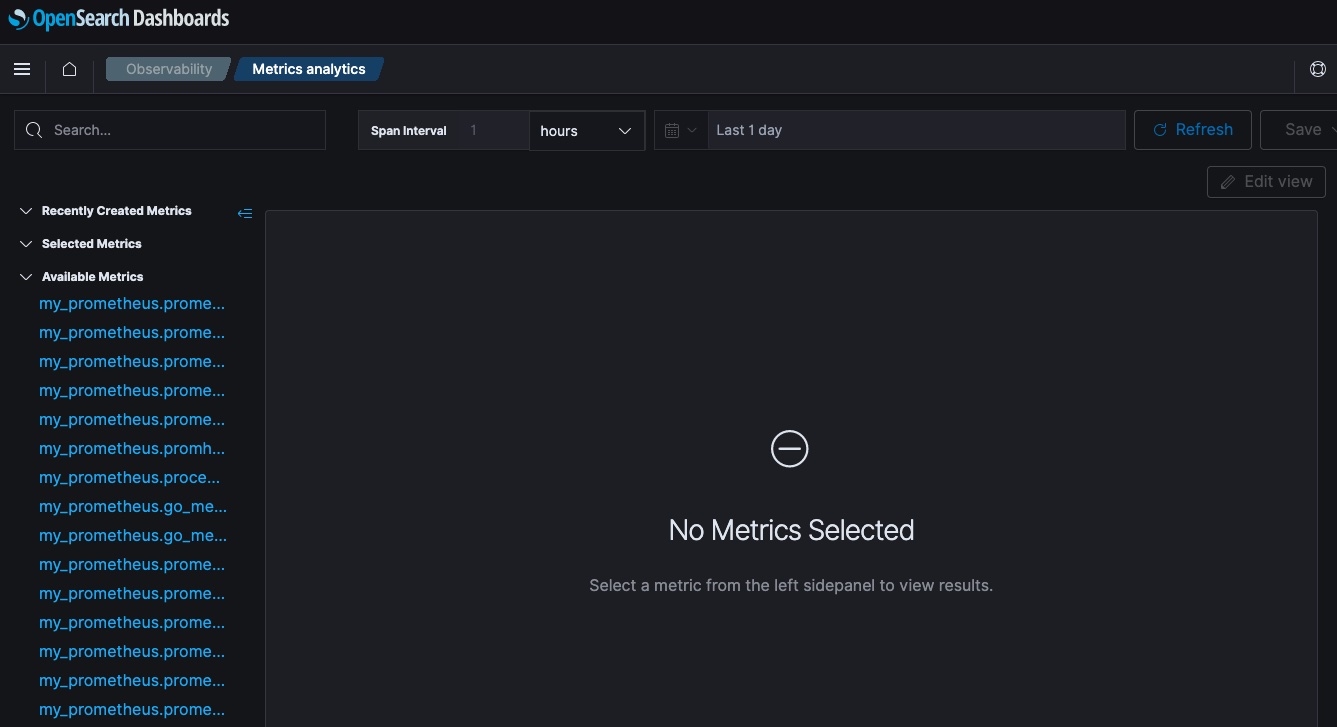 OpenSearch Dashboards
Observability
Metrics analytics
Search...
Span Interval
1
hours
Last 1 day
Refresh
Save
Edit view
Recently Created Metrics
Selected Metrics
Available Metrics
my_prometheus.prome...
my_prometheus.prome...
my_prometheus.prome...
my_prometheus.prome...
my_prometheus.prome...
my_prometheus.promh...
my_prometheus.proce...
my_prometheus.go_me...
my_prometheus.go_me...
my_prometheus.prome...
my_prometheus.prome...
my_prometheus.prome...
my_prometheus.prome...
my_prometheus.prome...
my_prometheus.prome...
No Metrics Selected
Select a metric from the left sidepanel to view results.